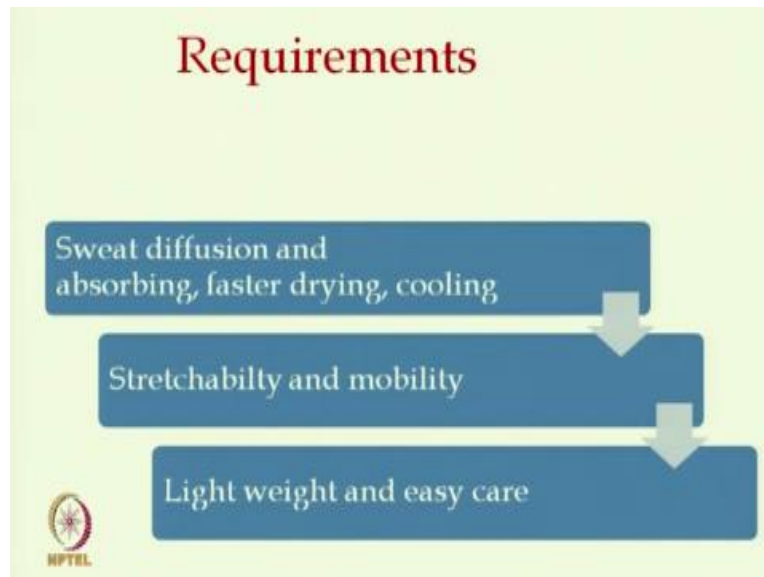 Requirements
Sweat diffusion and
absorbing, faster drying, cooling
Stretchabilty and mobility
Light weight and easy care
NPTEL